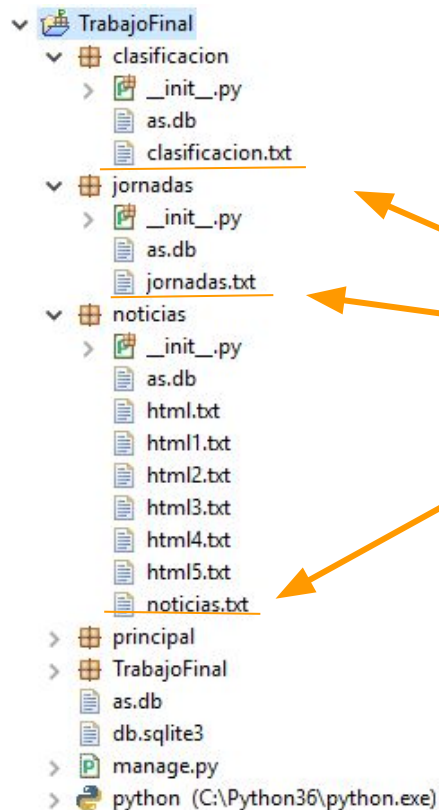 TrabajoFinal
clasificacion
__init__.py
as.db
clasificacion.txt
jornadas
__init__.py
as.db
jornadas.txt
noticias
__init__.py
as.db
html.txt
html1.txt
html2.txt
html3.txt
html4.txt
html5.txt
noticias.txt
principal
TrabajoFinal
as.db
db.sqlite3
manage.py
python (C:\Python36\python.exe)